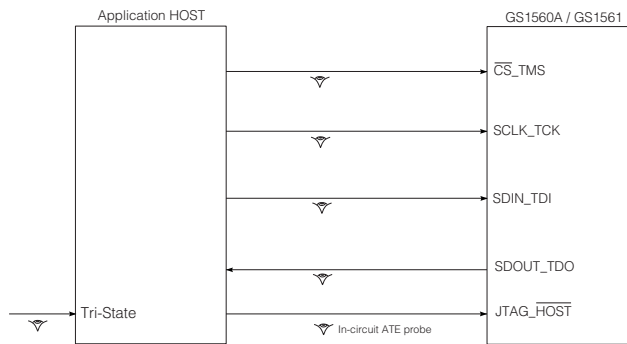 Application HOST
GS1560A / GS1561
CS_TMS
SCLK_TCK
SDIN_TDI
SDOUT_TDO
Tri-State
JTAG_HOST
In-circuit ATE probe